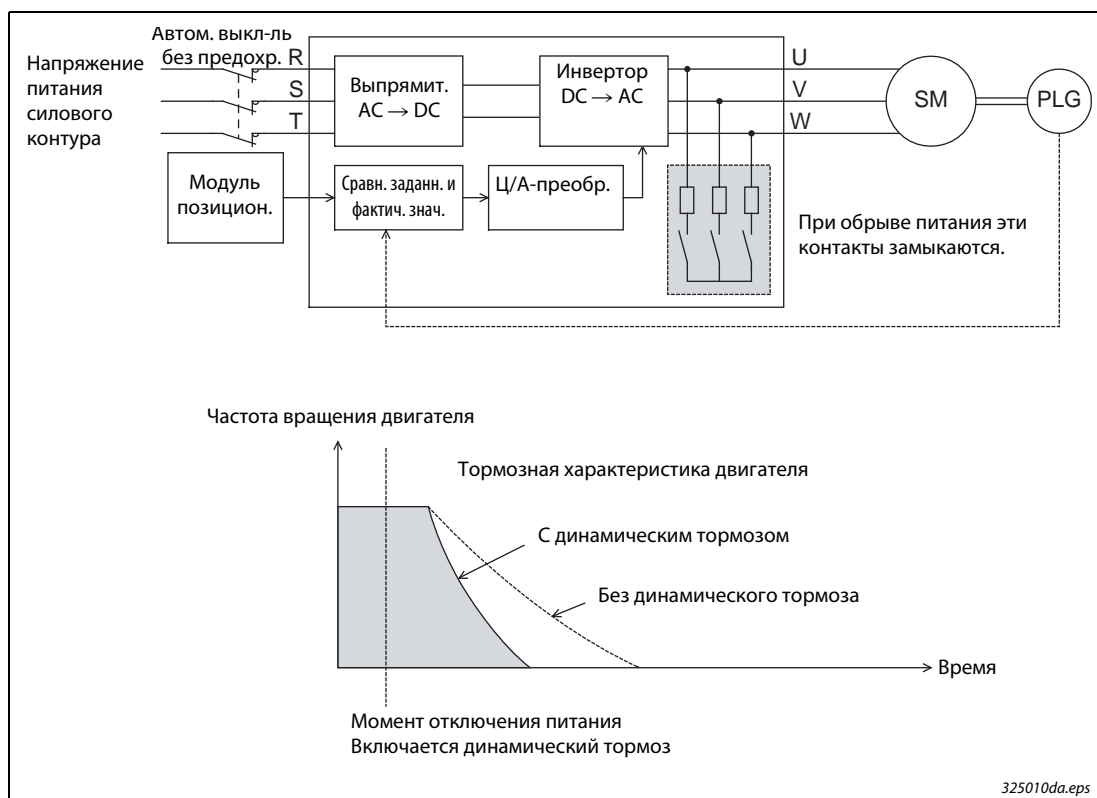 Автом. выкл-ль
без предохр.
Напряжение
питания
силового
контура
R
S
T
Выпрямит.
AC → DC
Инвертор
DC → AC
U
V
W
SM
PLG
Модуль
позицион.
Сравн. заданн. и
фактич. знач.
Ц/А-преобр.
При обрыве питания эти
контакты замыкаются.
Частота вращения двигателя
Тормозная характеристика двигателя
С динамическим тормозом
Без динамического тормоза
Время
Момент отключения питания
Включается динамический тормоз
325010da.eps